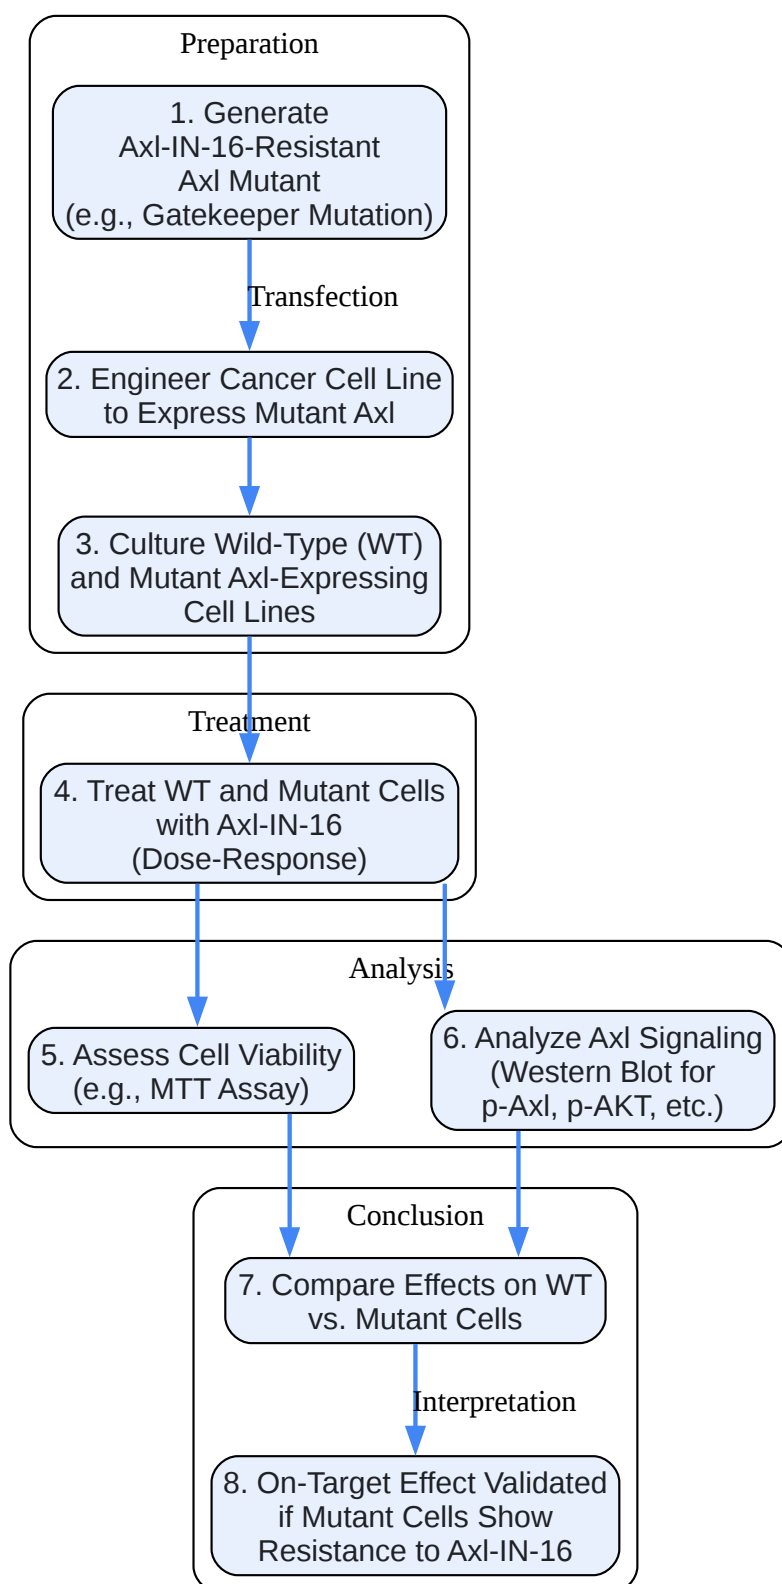 Preparation
1. Generate
Axl-IN-16-Resistant
Axl Mutant
(e.g., Gatekeeper Mutation)
Transfection
2. Engineer Cancer Cell Line
to Express Mutant Axl
3. Culture Wild-Type (WT)
and Mutant Axl-Expressing
Cell Lines
Treatment
4. Treat WT and Mutant Cells
with Axl-IN-16
(Dose-Response)
Analysis
5. Assess Cell Viability
(e.g., MTT Assay)
6. Analyze Axl Signaling
(Western Blot for
p-Axl, p-AKT, etc.)
Conclusion
7. Compare Effects on WT
vs. Mutant Cells
Interpretation
8. On-Target Effect Validated
if Mutant Cells Show
Resistance to Axl-IN-16